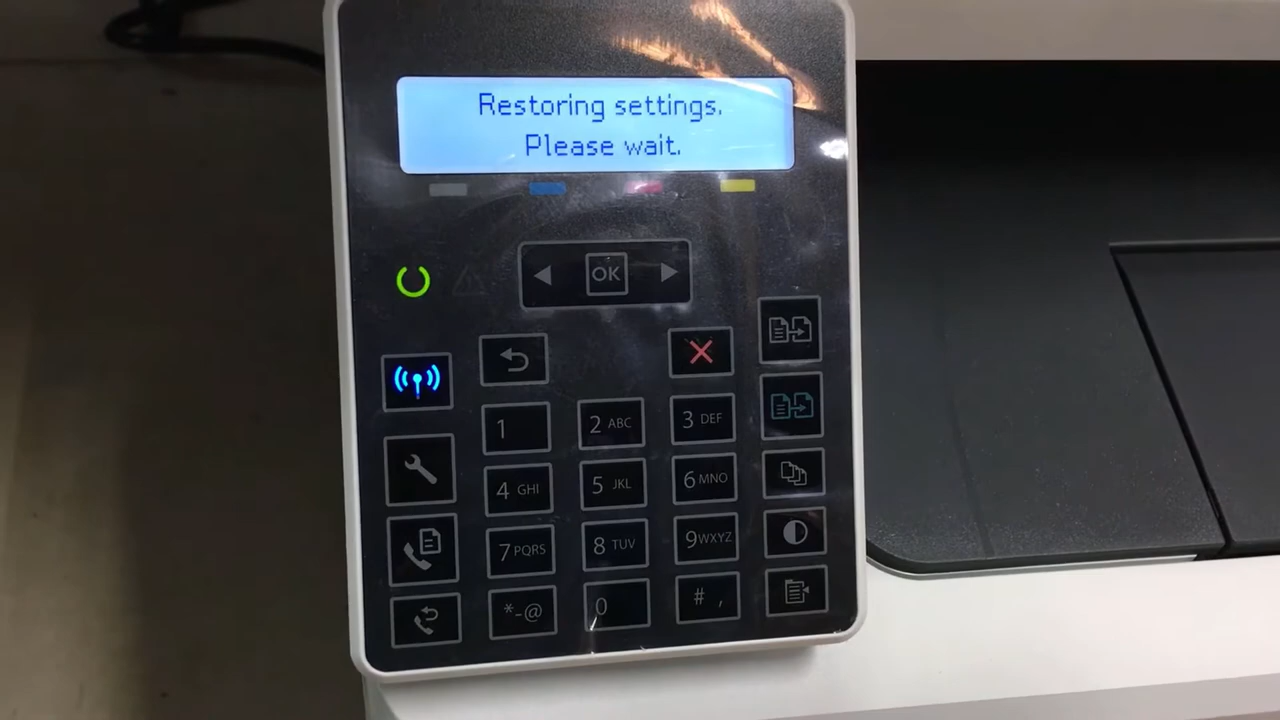 Restoring settings.
Please wait.
OK
1
2 ABC
3 DEF
4 GHI
5 JKL
6 MNO
7 PQRS
8 TUV
9 WXYZ
*-@
0
# ,